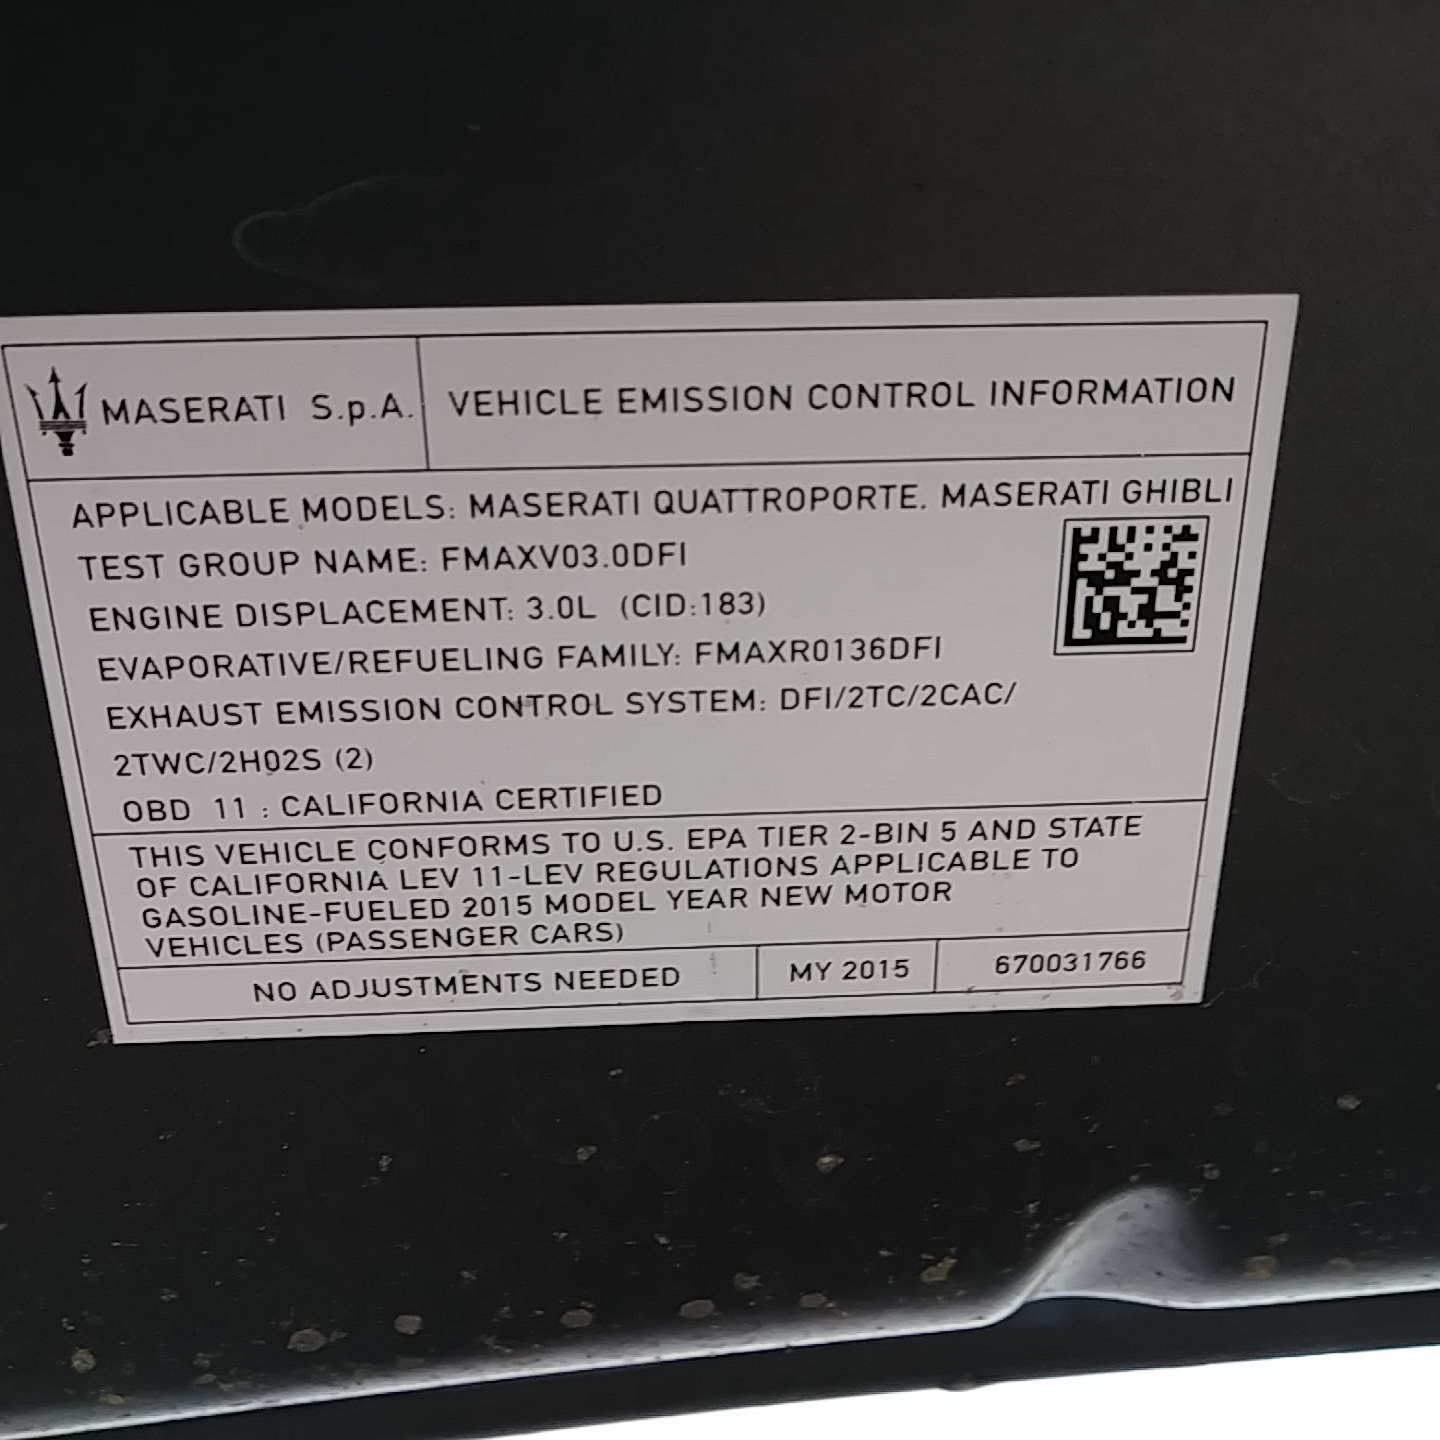 MASERATI S.p.A.
VEHICLE EMISSION CONTROL INFORMATION
APPLICABLE MODELS: MASERATI QUATTROPORTE. MASERATI GHIBLI
TEST GROUP NAME: FMAXV03.0DFI
ENGINE DISPLACEMENT: 3.0L (CID:183)
EVAPORATIVE/REFUELING FAMILY: FMAXR0136DFI
EXHAUST EMISSION CONTROL SYSTEM: DFI/2TC/2CAC/
2TWC/2HO2S (2)
OBD 11 : CALIFORNIA CERTIFIED
THIS VEHICLE CONFORMS TO U.S. EPA TIER 2-BIN 5 AND STATE
OF CALIFORNIA LEV 11-LEV REGULATIONS APPLICABLE TO
GASOLINE-FUELED 2015 MODEL YEAR NEW MOTOR
VEHICLES (PASSENGER CARS)
NO ADJUSTMENTS NEEDED
MY 2015
670031766